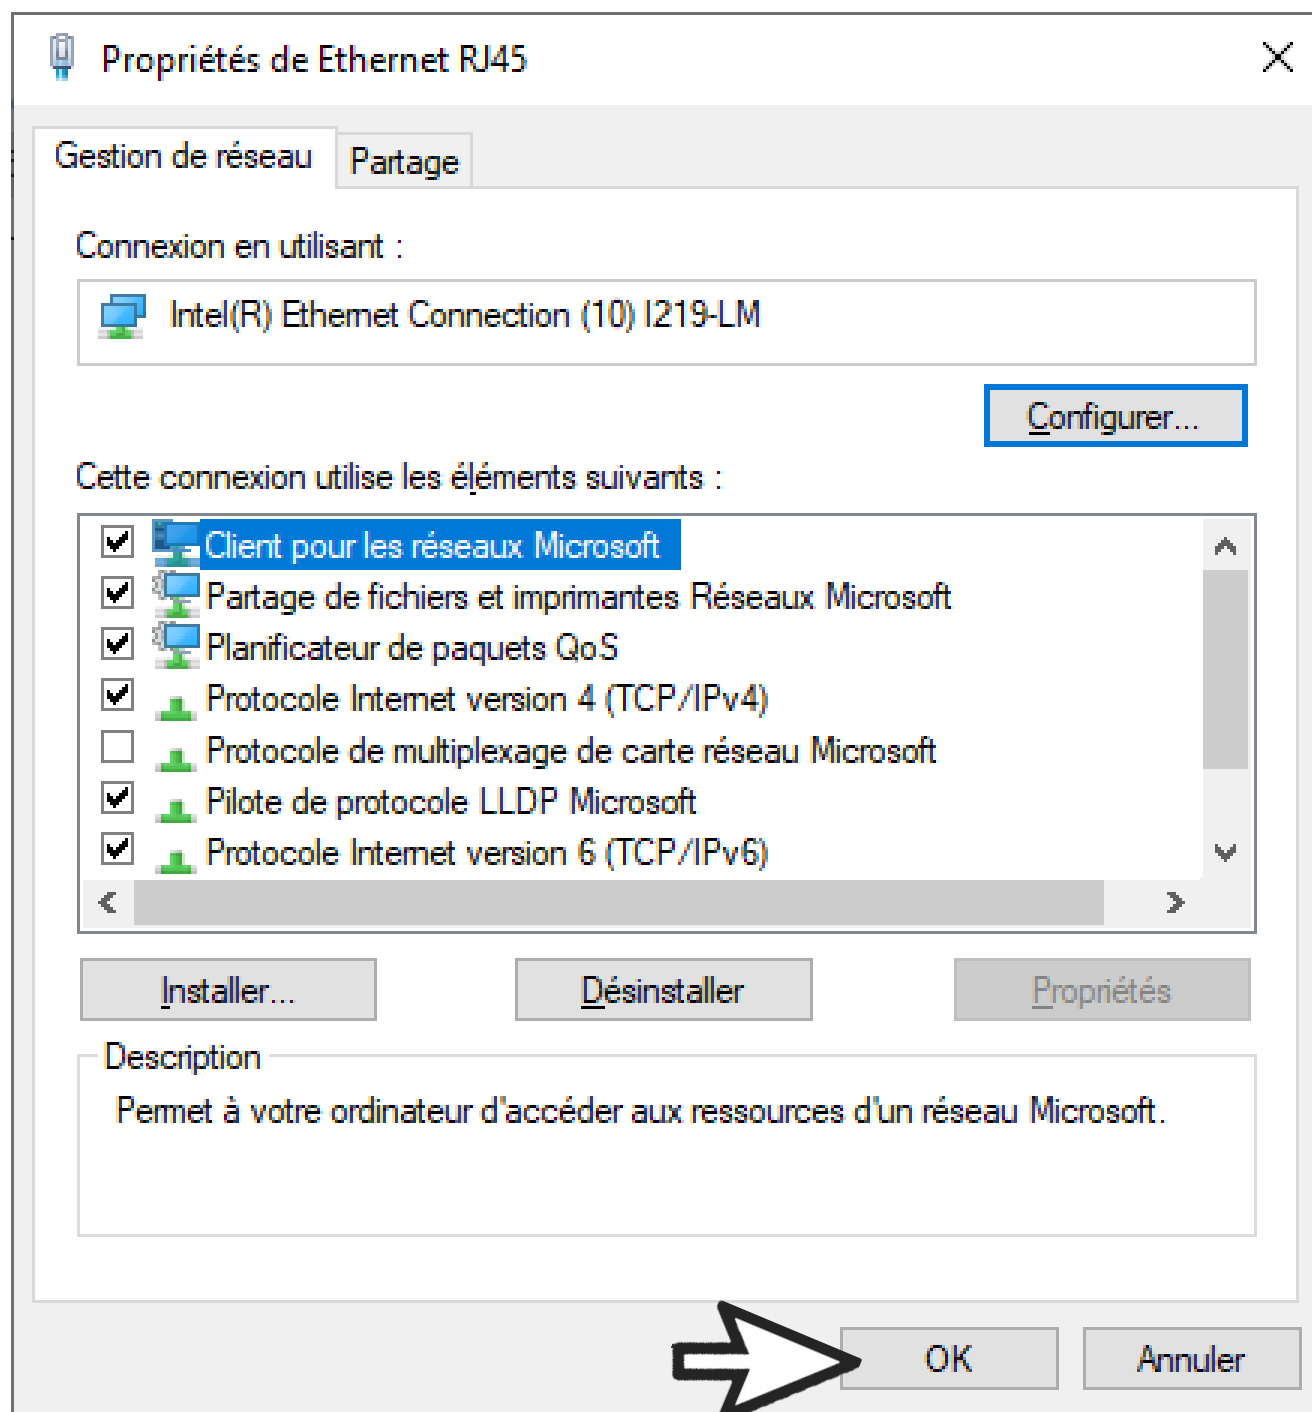 Propriétés de Ethernet RJ45
Gestion de réseau
Partage
Connexion en utilisant :
Intel(R) Ethernet Connection (10) I219-LM
Configurer...
Cette connexion utilise les éléments suivants :
Client pour les réseaux Microsoft
Partage de fichiers et imprimantes Réseaux Microsoft
Planificateur de paquets QoS
Protocole Internet version 4 (TCP/IPv4)
Protocole de multiplexage de carte réseau Microsoft
Pilote de protocole LLDP Microsoft
Protocole Internet version 6 (TCP/IPv6)
Installer...
Désinstaller
Propriétés
Description
Permet à votre ordinateur d'accéder aux ressources d'un réseau Microsoft.
OK
Annuler